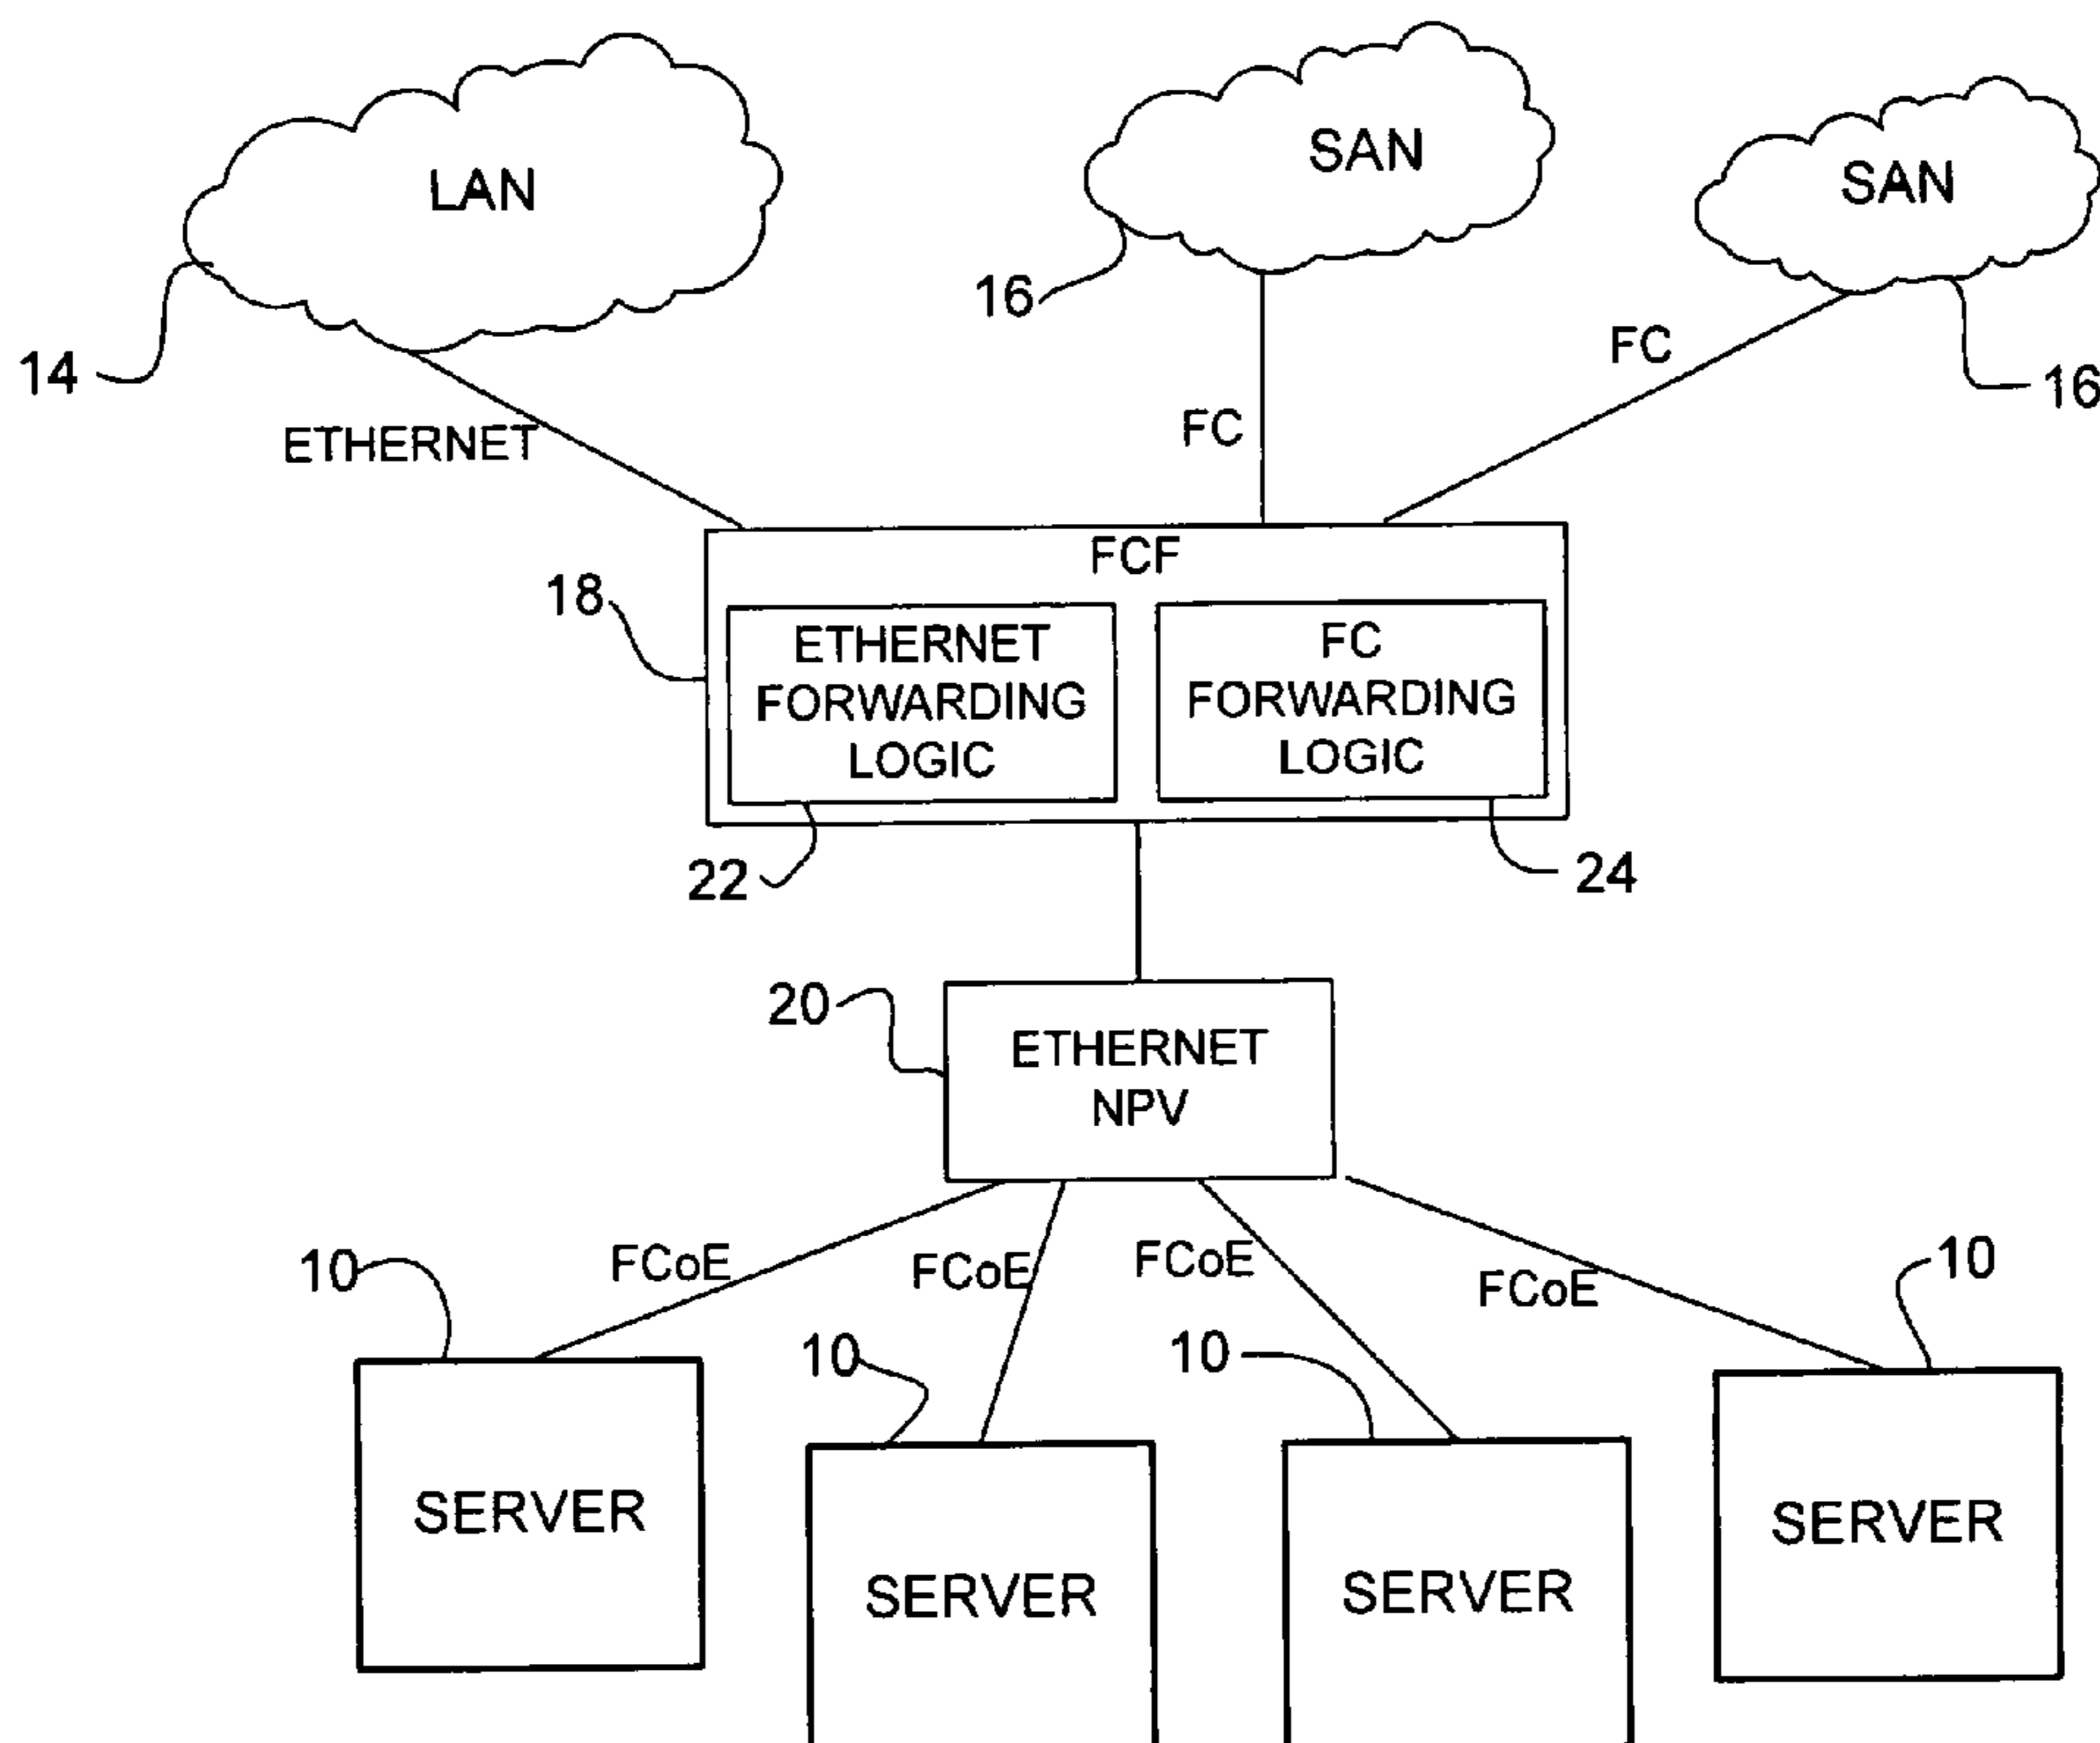 LAN
SAN
SAN
14
16
16
ETHERNET
FC
FC
FCF
18
ETHERNET
FORWARDING
LOGIC
FC
FORWARDING
LOGIC
22
24
20
ETHERNET
NPV
10
FCoE
FCoE
FCoE
FCoE
10
10
10
SERVER
SERVER
SERVER
SERVER